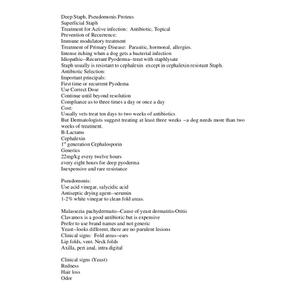 Deep Staph, Pseudomonis Proteus
Superficial Staph
Treatment for Active infection: Antibiotic, Topical
Prevention of Recurrence:
Immune modulatory treatment
Treatment of Primary Disease: Parasitic, hormonal, allergies.
Intense itching when a dog gets a bacterial infection
Idiopathic--Recurrent Pyoderma--treat with staphlysate
Staph usually is resistant to cephalexin except in cephalexin resistant Staph.
Antibiotic Selection:
Important principals:
First time or recurrent Pyoderma
Use Correct Dose
Continue until beyond resolution
Compliance as to three times a day or once a day
Cost:
Usually vets treat ten days to two weeks of antibiotics.
But Dermatologists suggest treating at least three weeks --a dog needs more than two
weeks of treatment.
B-Lactams
Cephalexin
1st generation Cephalosporin
Generics
22mg/kg every twelve hours
every eight hours for deep pyoderma
Inexpensive and rare resistance
Pseudomonis:
Use acid vinegar, salycidic acid
Antiseptic drying agent--serumin
1-2% white vinegar to clean fold areas.
Malassezia pachydermatis--Cause of yeast dermatitis-Otitis
Clavamox is a good antibiotic but is expensive
Prefer to use brand names and not generic
Yeast--looks different, there are no purulent lesions
Clinical signs: Fold areas--ears
Lip folds, vent. Neck folds
Axilla, peri anal, intra digital
Clinical signs (Yeast)
Redness
Hair loss
Odor